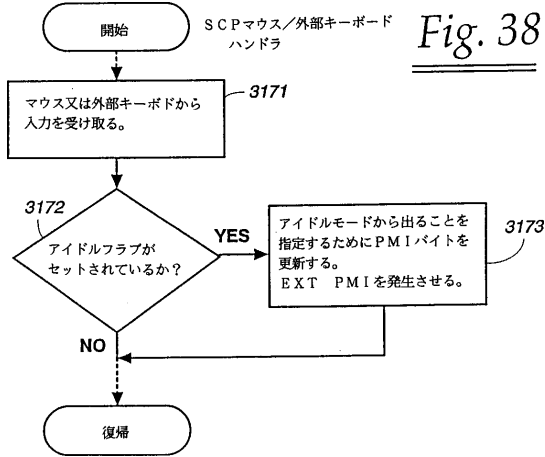 開始
ＳＣＰマウス／外部キーボード
ハンドラ
Fig. 38
マウス又は外部キーボドから
入力を受け取る。
3171
3172
アイドルフラブが
セットされているか？
YES
アイドルモードから出ることを
指定するためにＰＭＩバイトを
更新する。
ＥＸＴ　ＰＭＩを発生させる。
3173
NO
復帰